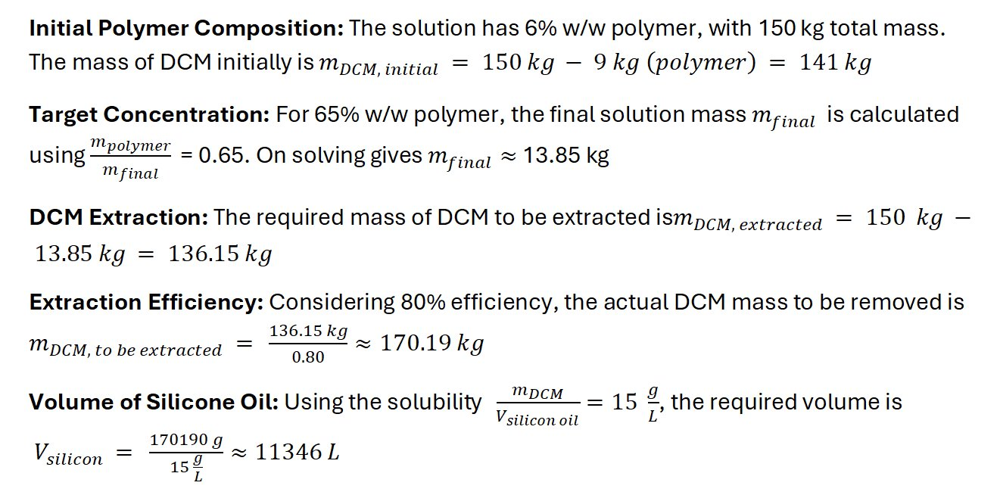 Initial Polymer Composition: The solution has 6% w/w polymer, with 150 kg total mass.
The mass of DCM initially is m_{DCM, initial} = 150 kg − 9 kg (polymer) = 141 kg
Target Concentration: For 65% w/w polymer, the final solution mass m_{final} is calculated
using \frac{m_{polymer}}{m_{final}} = 0.65. On solving gives m_{final} ≈ 13.85 kg
DCM Extraction: The required mass of DCM to be extracted ism_{DCM, extracted} = 150 kg −
13.85 kg = 136.15 kg
Extraction Efficiency: Considering 80% efficiency, the actual DCM mass to be removed is
m_{DCM, to be extracted} = \frac{136.15 kg}{0.80} ≈ 170.19 kg
Volume of Silicone Oil: Using the solubility \frac{m_{DCM}}{V_{silicon oil}} = 15 \frac{g}{L}, the required volume is
V_{silicon} = \frac{170190 g}{15 \frac{g}{L}} ≈ 11346 L